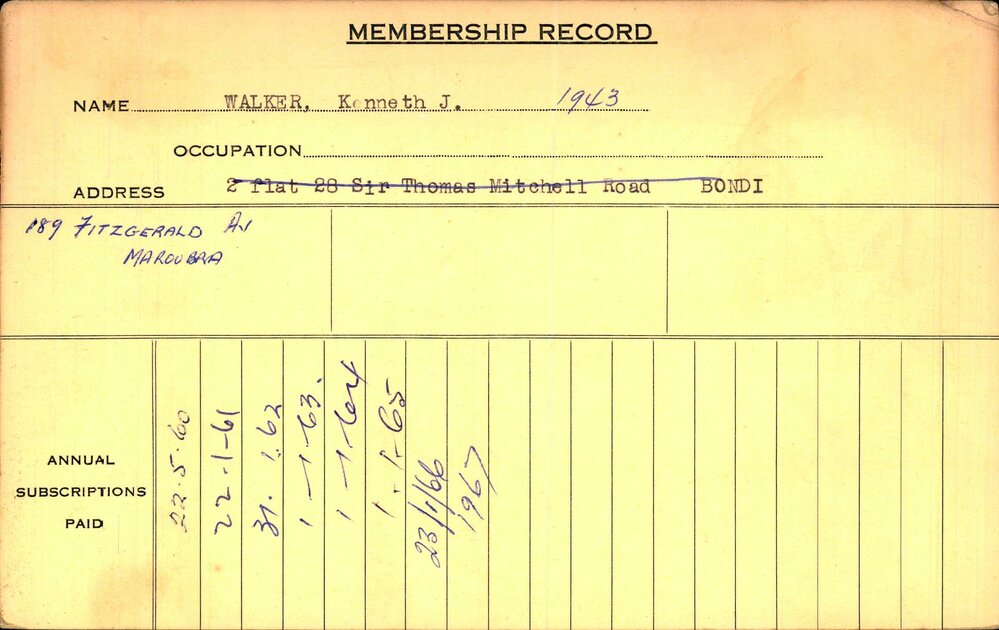 MEMBERSHIP RECORD
NAME WALKER, Kenneth J. 1943
OCCUPATION
ADDRESS 2 flat 28 Sir Thomas Mitchell Road BONDI
189 FITZGERALD AV
MAROUBRA
ANNUAL
SUBSCRIPTIONS
PAID
22.5.60
22.1-61
31.1.62
1-1-63.
1-1-64
1.1-65
23/1/66
1967